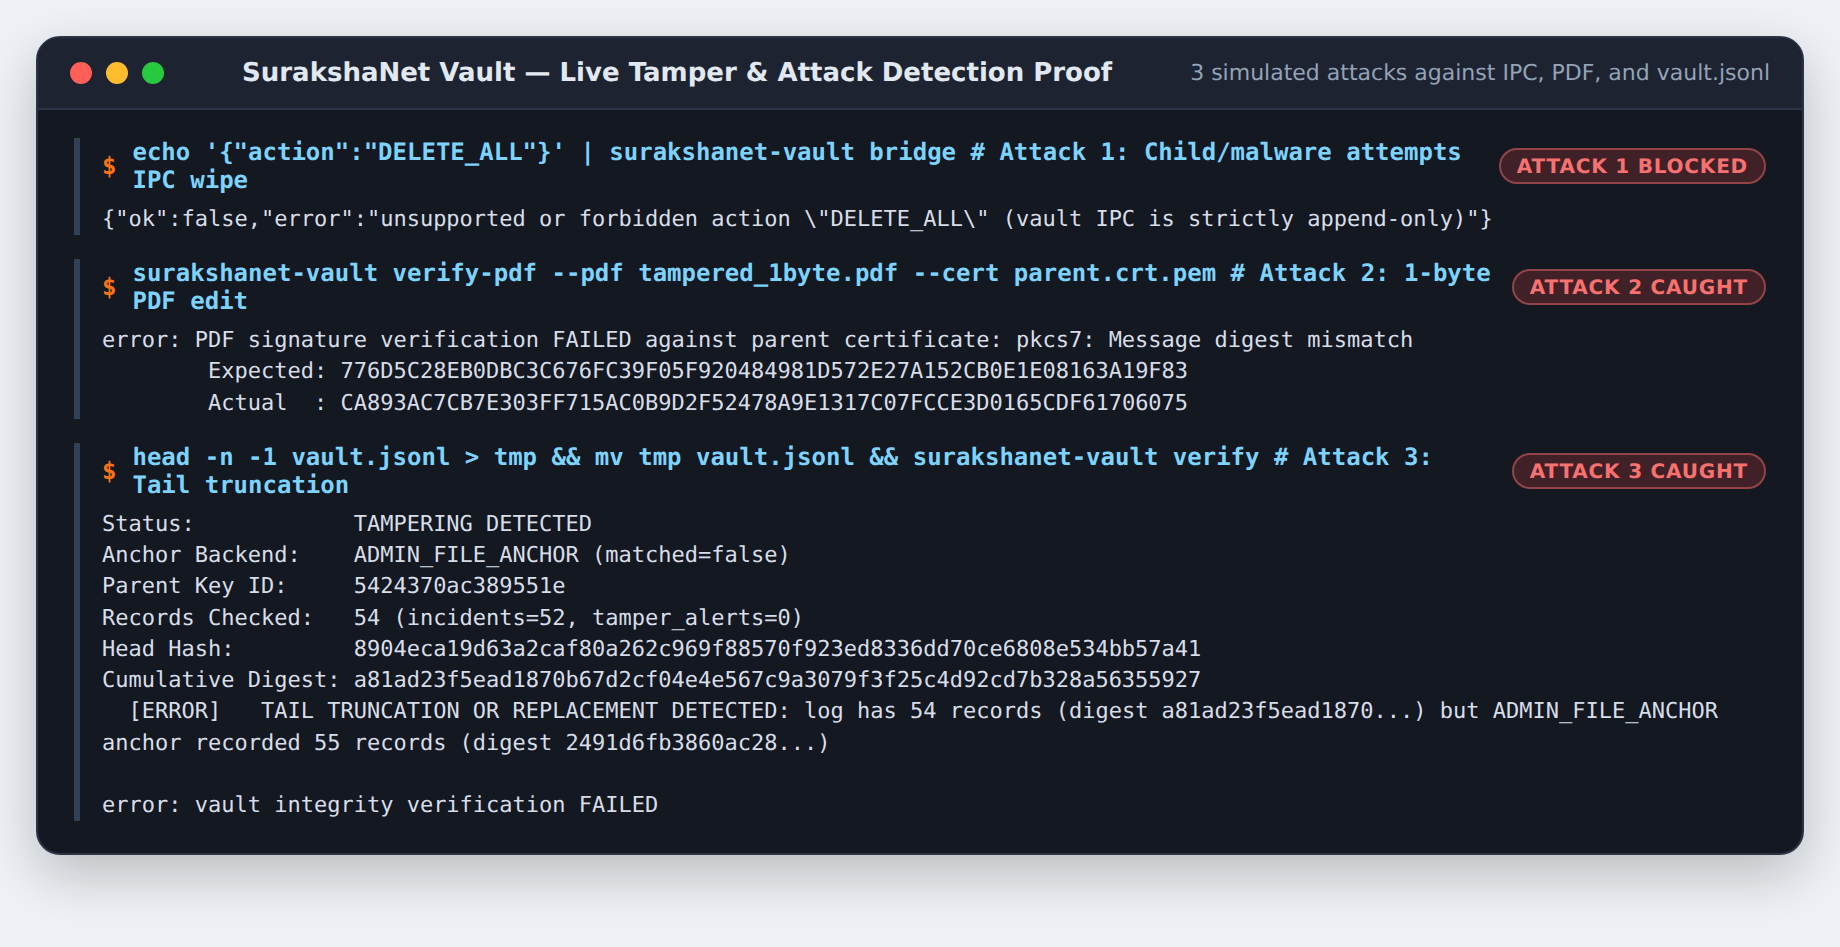 SurakshaNet Vault — Live Tamper & Attack Detection Proof
3 simulated attacks against IPC, PDF, and vault.jsonl
$ echo '{"action":"DELETE_ALL"}' | surakshanet-vault bridge # Attack 1: Child/malware attempts
IPC wipe
ATTACK 1 BLOCKED
{"ok":false,"error":"unsupported or forbidden action \"DELETE_ALL\" (vault IPC is strictly append-only)"}
$ surakshanet-vault verify-pdf --pdf tampered_1byte.pdf --cert parent.crt.pem # Attack 2: 1-byte
PDF edit
ATTACK 2 CAUGHT
error: PDF signature verification FAILED against parent certificate: pkcs7: Message digest mismatch
Expected: 776D5C28EB0DBC3C676FC39F05F920484981D572E27A152CB0E1E08163A19F83
Actual  : CA893AC7CB7E303FF715AC0B9D2F52478A9E1317C07FCCE3D0165CDF61706075
$ head -n -1 vault.jsonl > tmp && mv tmp vault.jsonl && surakshanet-vault verify # Attack 3:
Tail truncation
ATTACK 3 CAUGHT
Status: TAMPERING DETECTED
Anchor Backend: ADMIN_FILE_ANCHOR (matched=false)
Parent Key ID: 5424370ac389551e
Records Checked: 54 (incidents=52, tamper_alerts=0)
Head Hash: 8904eca19d63a2caf80a262c969f88570f923ed8336dd70ce6808e534bb57a41
Cumulative Digest: a81ad23f5ead1870b67d2cf04e4e567c9a3079f3f25c4d92cd7b328a56355927
[ERROR] TAIL TRUNCATION OR REPLACEMENT DETECTED: log has 54 records (digest a81ad23f5ead1870...) but ADMIN_FILE_ANCHOR
anchor recorded 55 records (digest 2491d6fb3860ac28...)
error: vault integrity verification FAILED